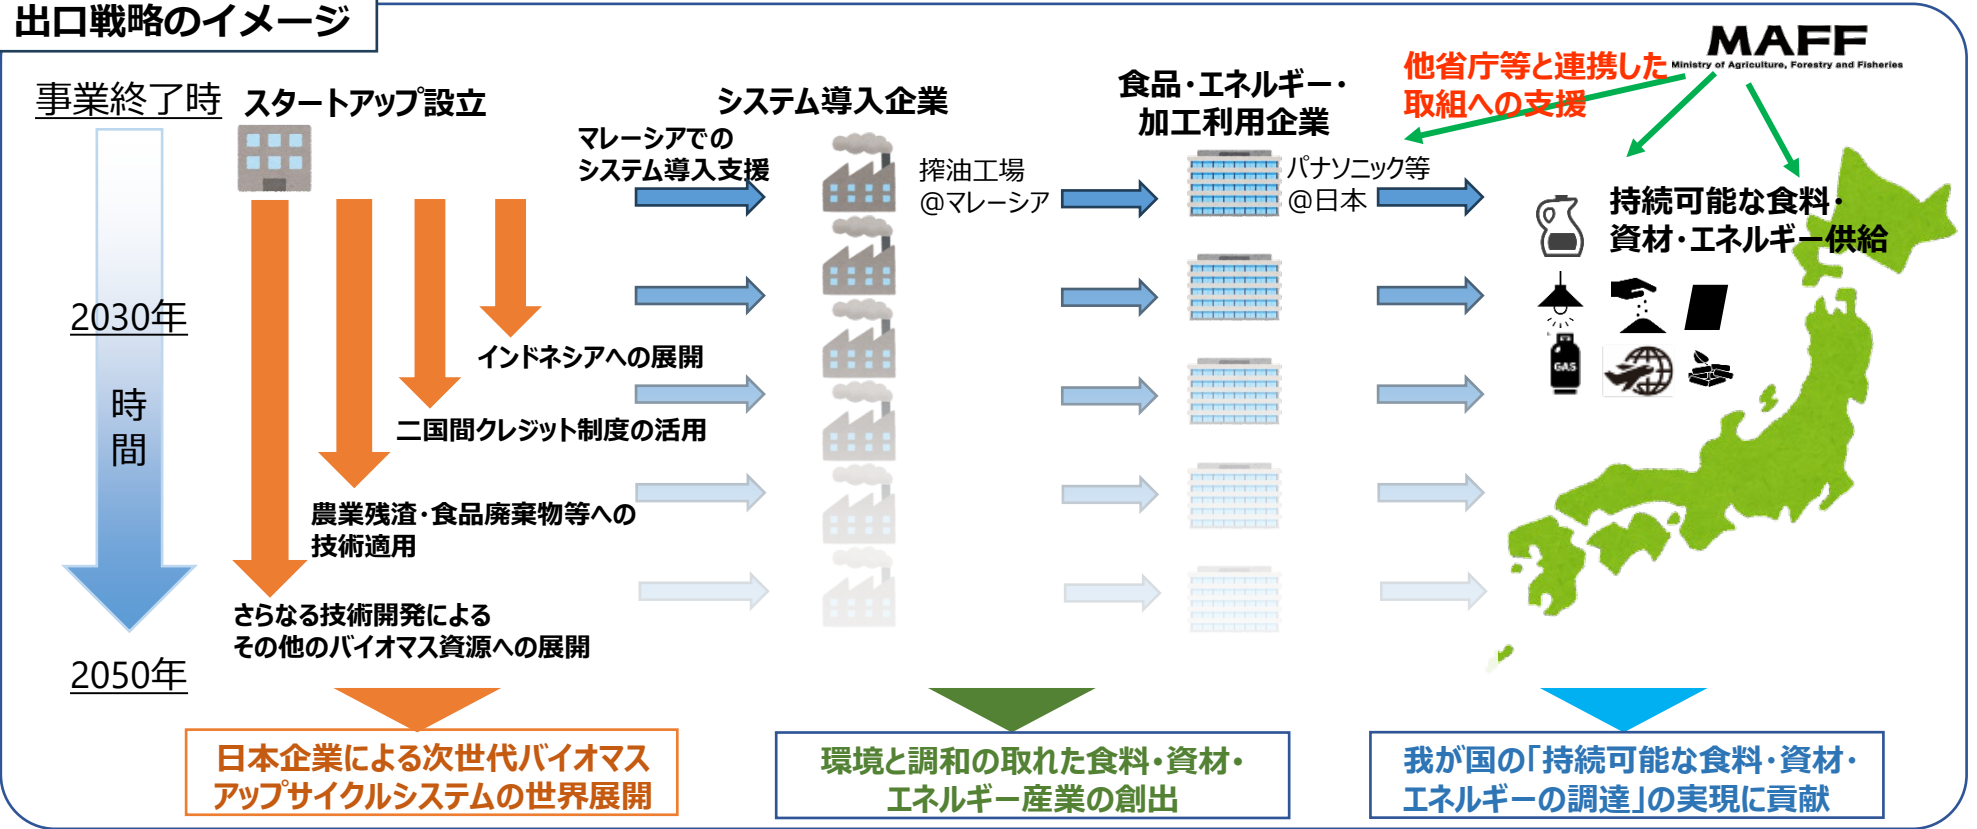 出口戦略のイメージ
事業終了時
2030年
時
間
2050年
スタートアップ設立
インドネシアへの展開
二国間クレジット制度の活用
農業残渣・食品廃棄物等への
技術適用
さらなる技術開発による
その他のバイオマス資源への展開
マレーシアでの
システム導入支援
システム導入企業
搾油工場
@マレーシア
食品・エネルギー・
加工利用企業
パナソニック等
@日本
他省庁等と連携した
取組への支援
MAFF
Ministry of Agriculture, Forestry and Fisheries
持続可能な食料・
資材・エネルギー供給
GAS
日本企業による次世代バイオマス
アップサイクルシステムの世界展開
環境と調和の取れた食料・資材・
エネルギー産業の創出
我が国の「持続可能な食料・資材・
エネルギーの調達」の実現に貢献